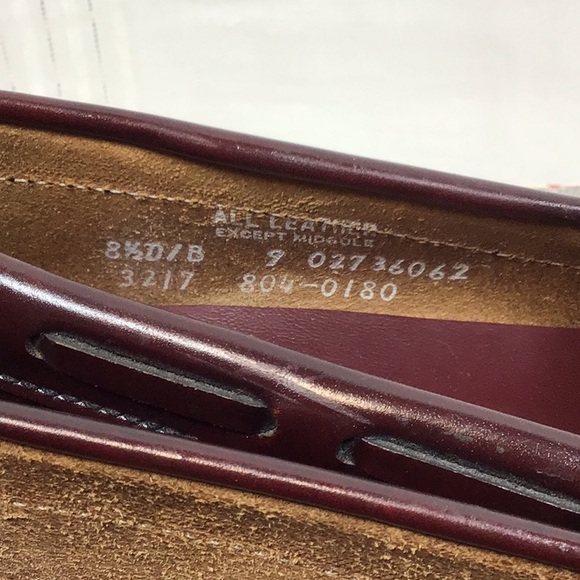 ALL LEATHER
EXCEPT MIDSOLE
8½D/B 9 02736062
3217 804-0180